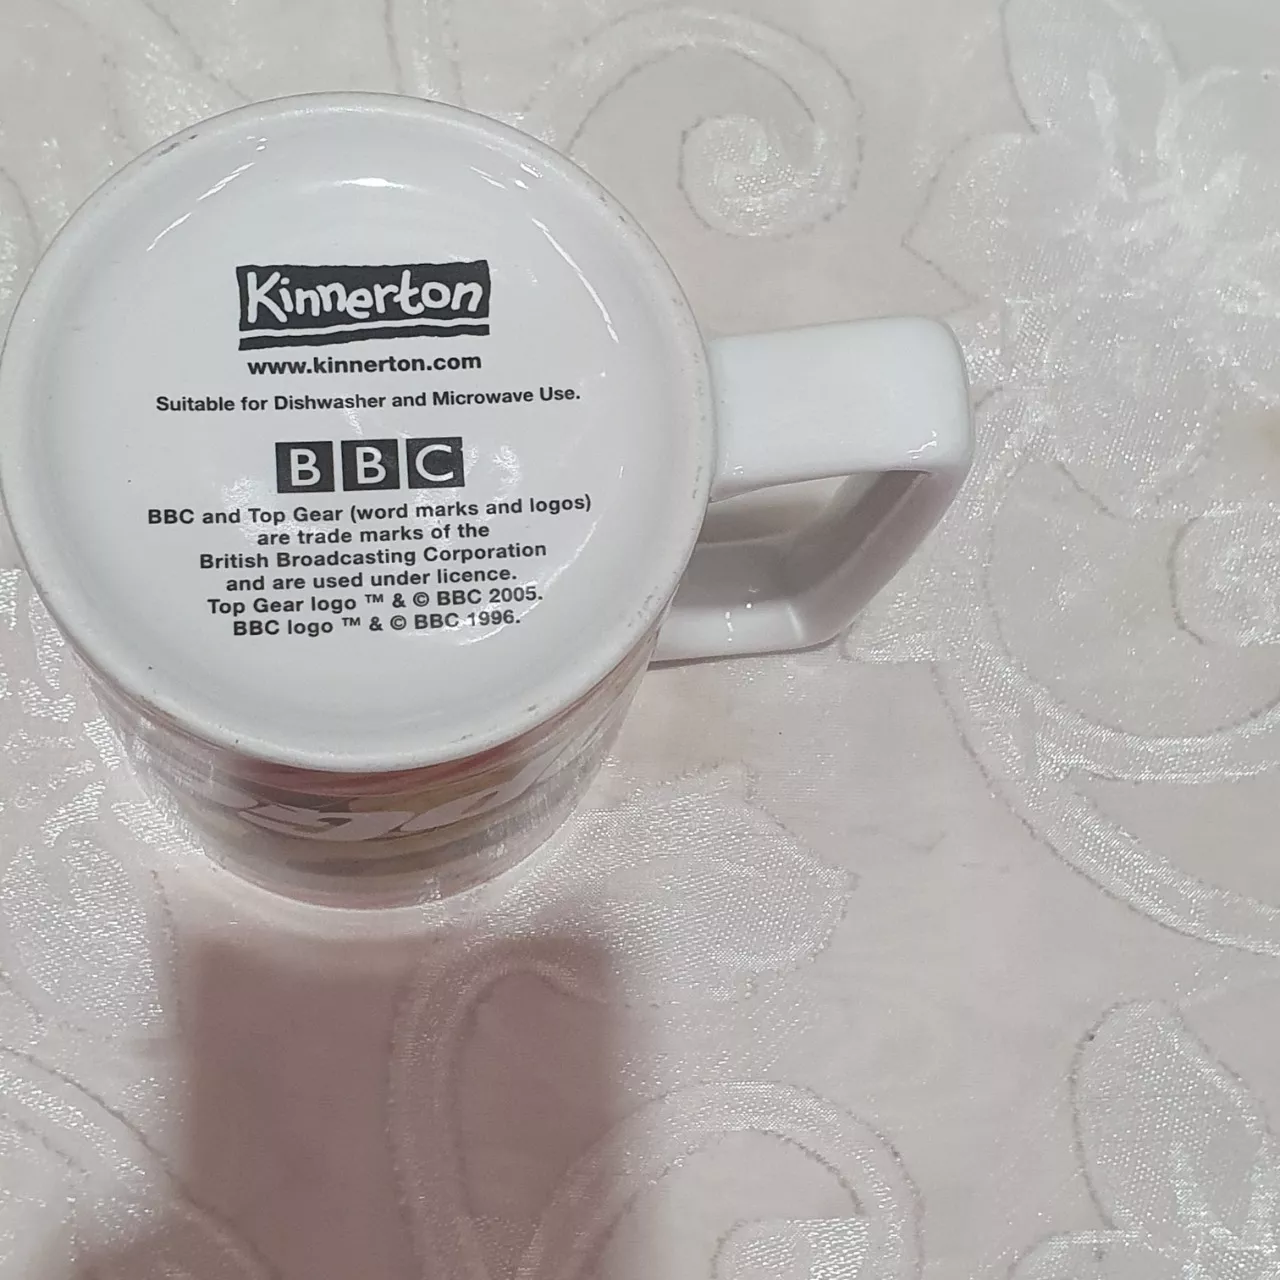 Kinnerton
www.kinnerton.com
Suitable for Dishwasher and Microwave Use.
BBC
BBC and Top Gear (word marks and logos)
are trade marks of the
British Broadcasting Corporation
and are used under licence.
Top Gear logo ™ & © BBC 2005.
BBC logo ™ & © BBC 1996.